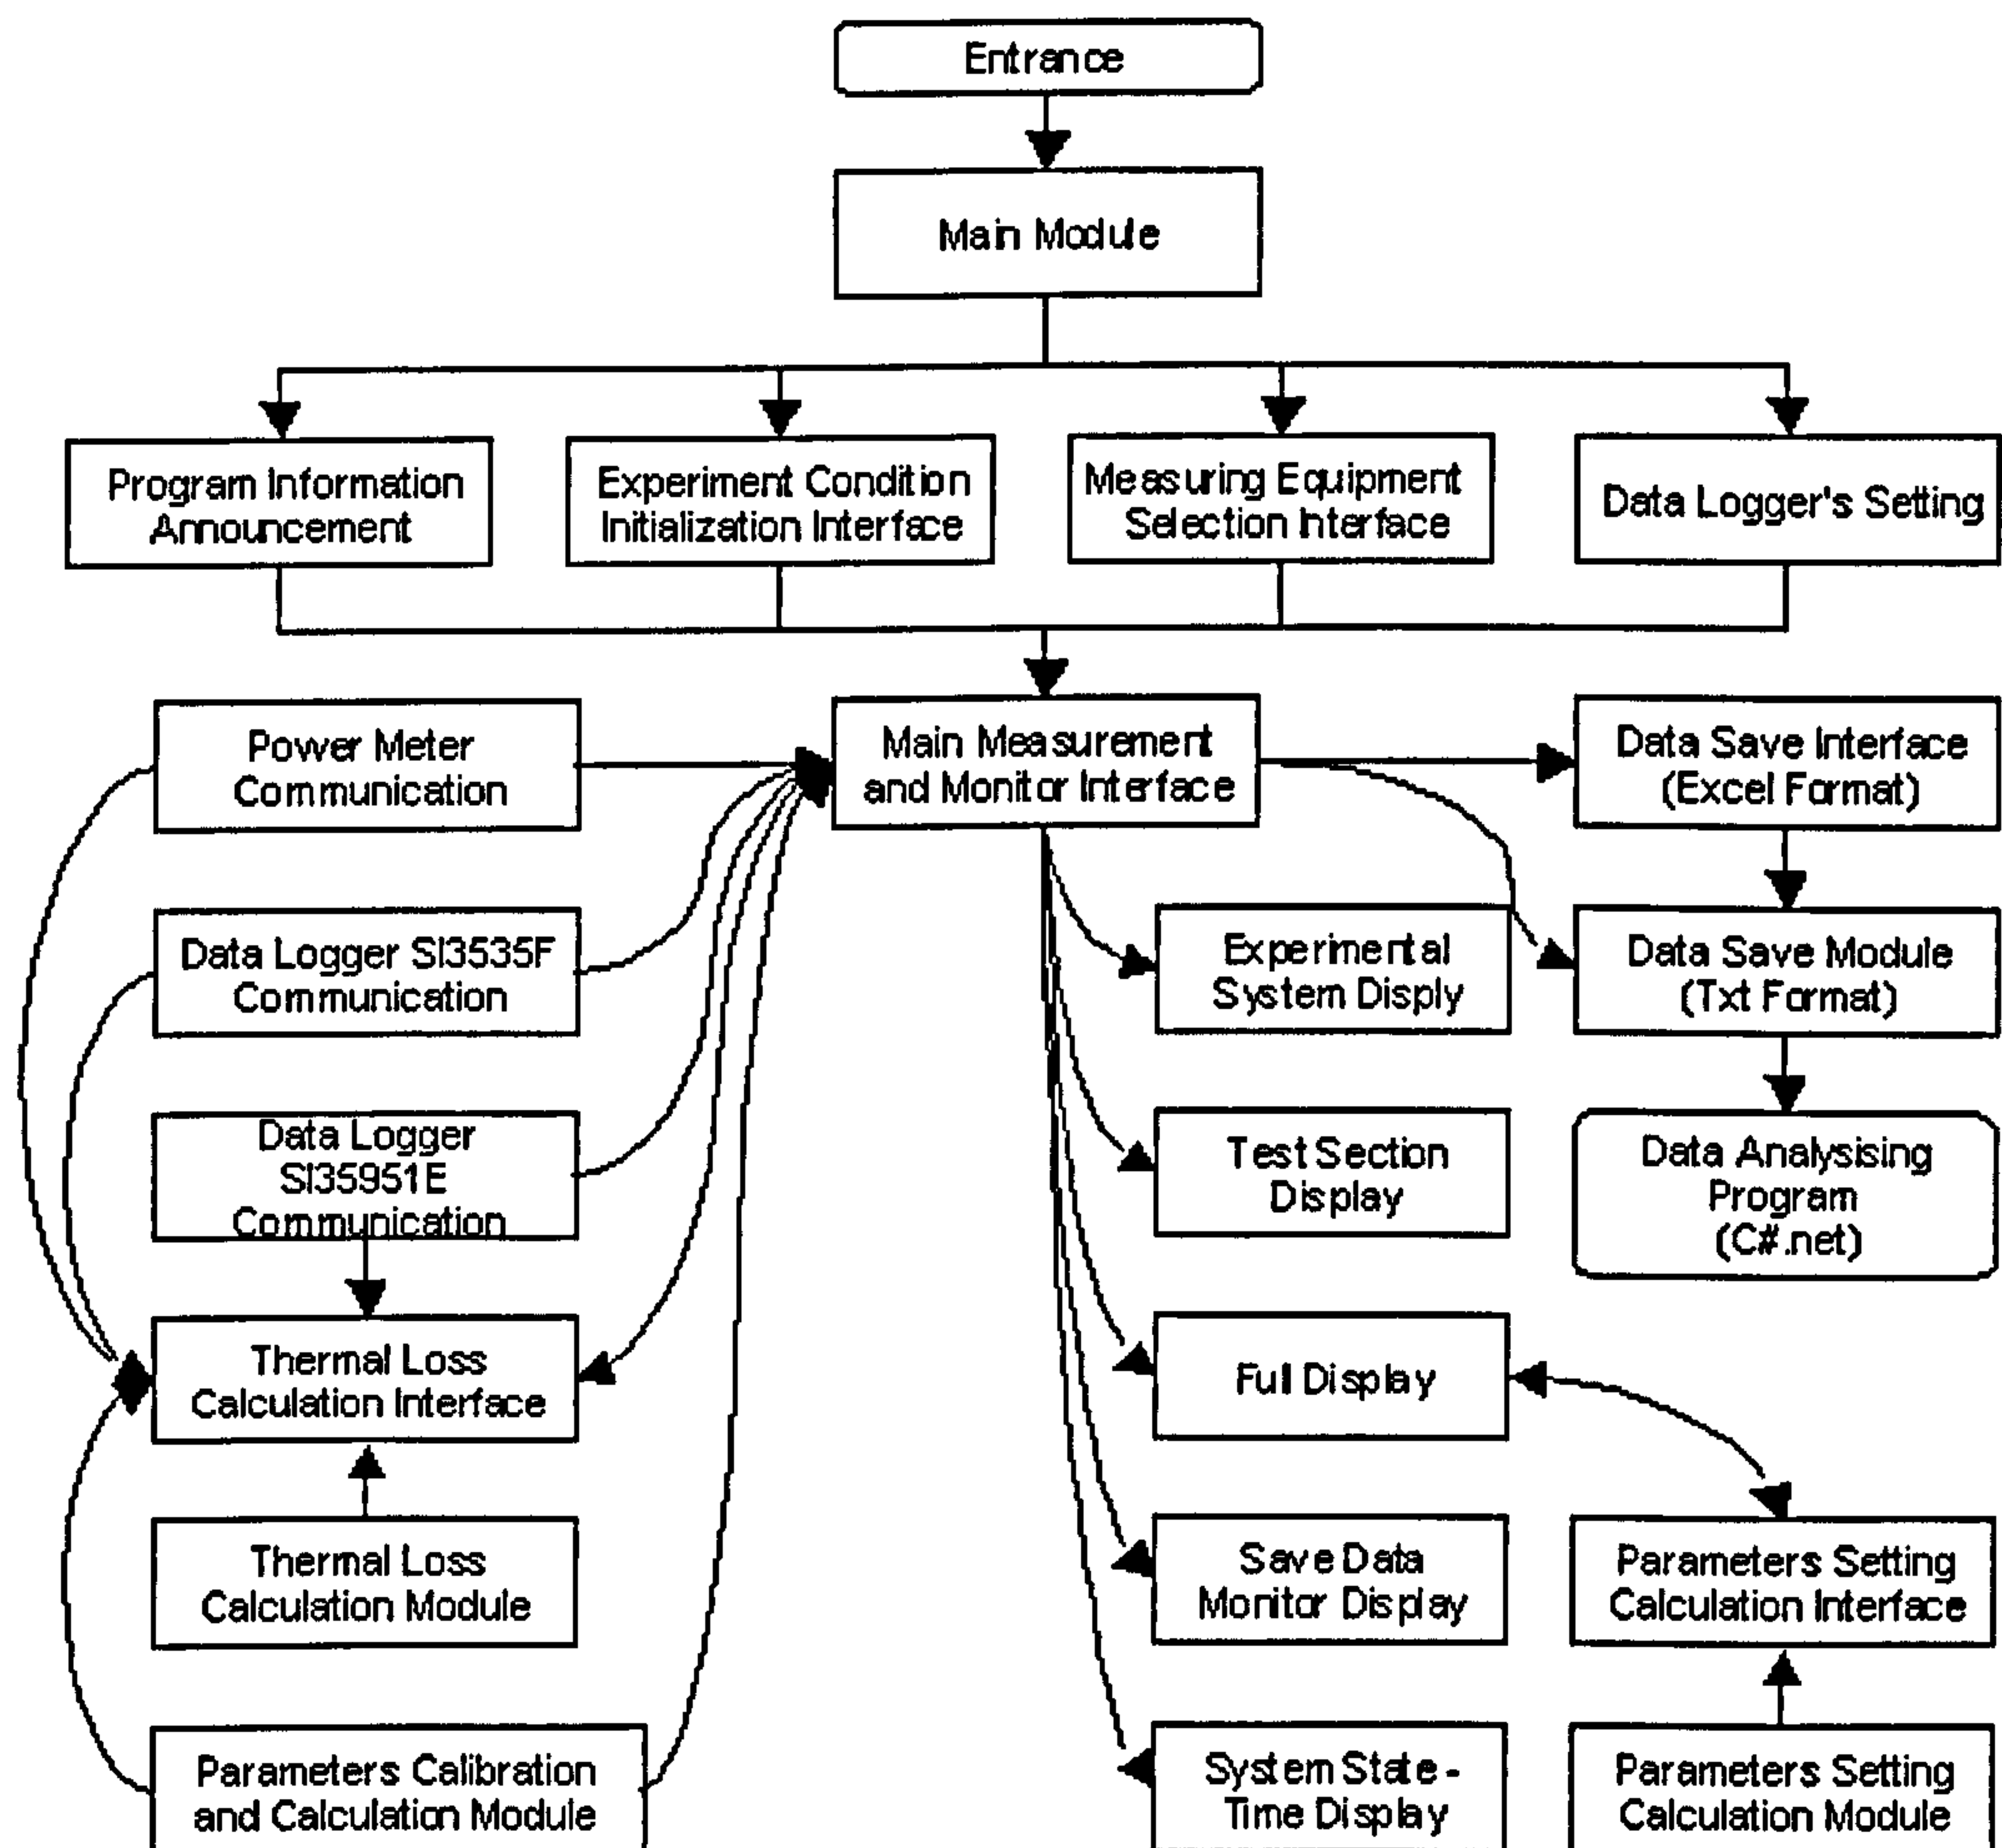 Entrance
Main Module
Program Information
Announcement
Experiment Condition
Initialization Interface
Measuring Equipment
Selection Interface
Data Logger's Setting
Power Meter
Communication
Main Measurement
and Monitor Interface
Data Save Interface
(Excel Format)
Data Logger SI3535F
Communication
Experimental
System Disply
Data Save Module
(Txt Format)
Data Logger
SI35951E
Communication
Test Section
Display
Data Analysising
Program
(C#.net)
Thermal Loss
Calculation Interface
Full Display
Thermal Loss
Calculation Module
Save Data
Monitor Display
Parameters Setting
Calculation Interface
Parameters Calibration
and Calculation Module
System State -
Time Display
Parameters Setting
Calculation Module